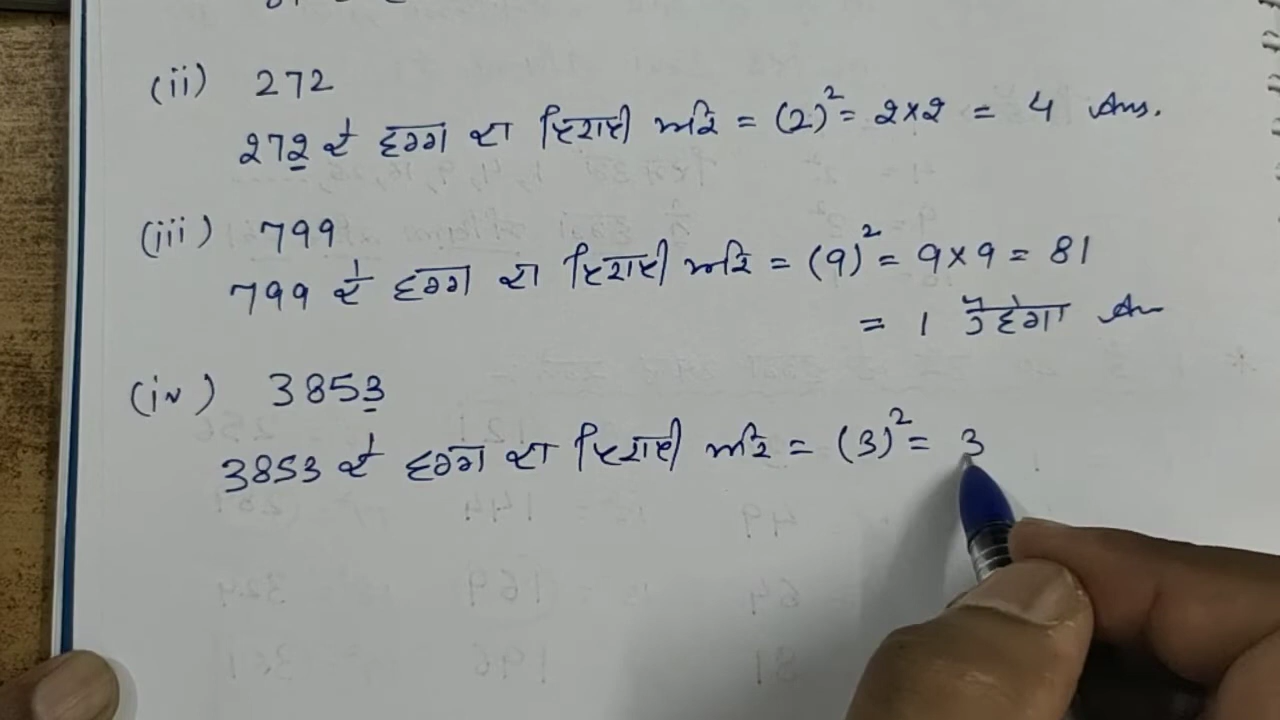 (ii) 272
272 ਦੇ ਵਰਗ ਦਾ ਇਕਾਈ ਅੰਕ = (2)² = 2×2 = 4 Ans.
(iii) 799
799 ਦੇ ਵਰਗ ਦਾ ਇਕਾਈ ਅੰਕ = (9)² = 9×9 = 81
= 1 ਹੋਵੇਗਾ Ans
(iv) 3853
3853 ਦੇ ਵਰਗ ਦਾ ਇਕਾਈ ਅੰਕ = (3)² = 3